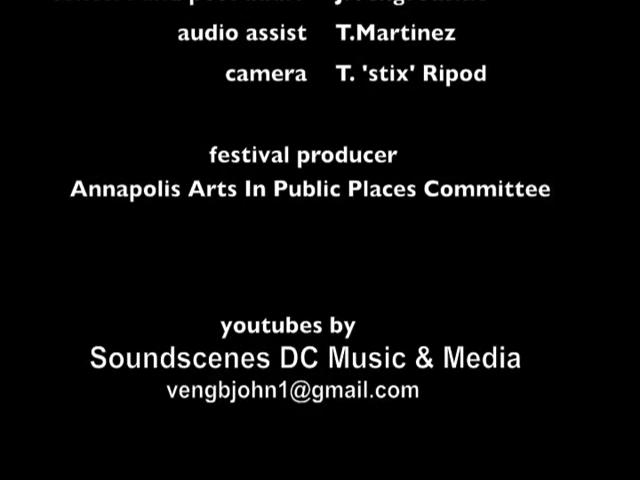 audio assist T.Martinez
camera T. 'stix' Ripod
festival producer
Annapolis Arts In Public Places Committee
youtubes by
Soundscenes DC Music & Media
vengbjohn1@gmail.com